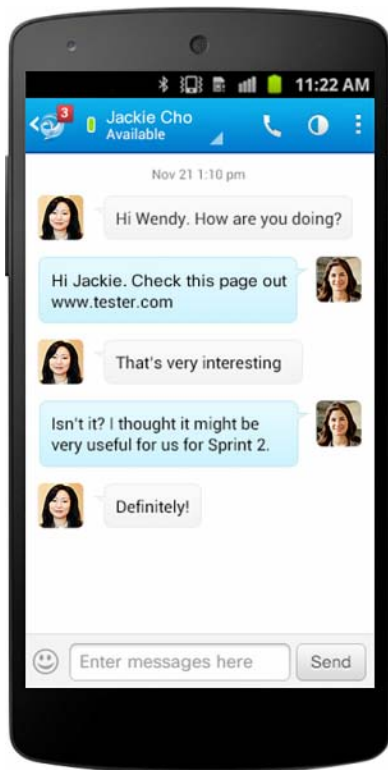 11:22 AM
3
Jackie Cho
Available
Nov 21 1:10 pm
Hi Wendy. How are you doing?
Hi Jackie. Check this page out
www.tester.com
That's very interesting
Isn't it? I thought it might be
very useful for us for Sprint 2.
Definitely!
Enter messages here
Send